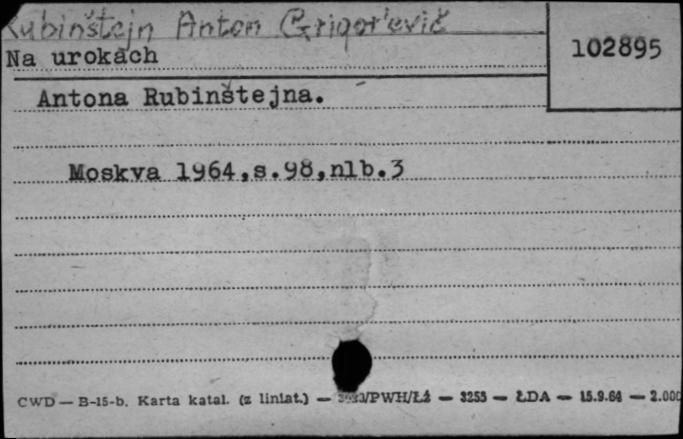 Rubinštejn Anton Grigor'evič
102895
Na urokach
Antona Rubinštejna.
Moskva 1964,s.98,nlb.3
CWD — B-15-b. Karta katal. (z liniat.) — /PWH/Łż — 3255 — ŁDA — 15.9.64 — 2.000